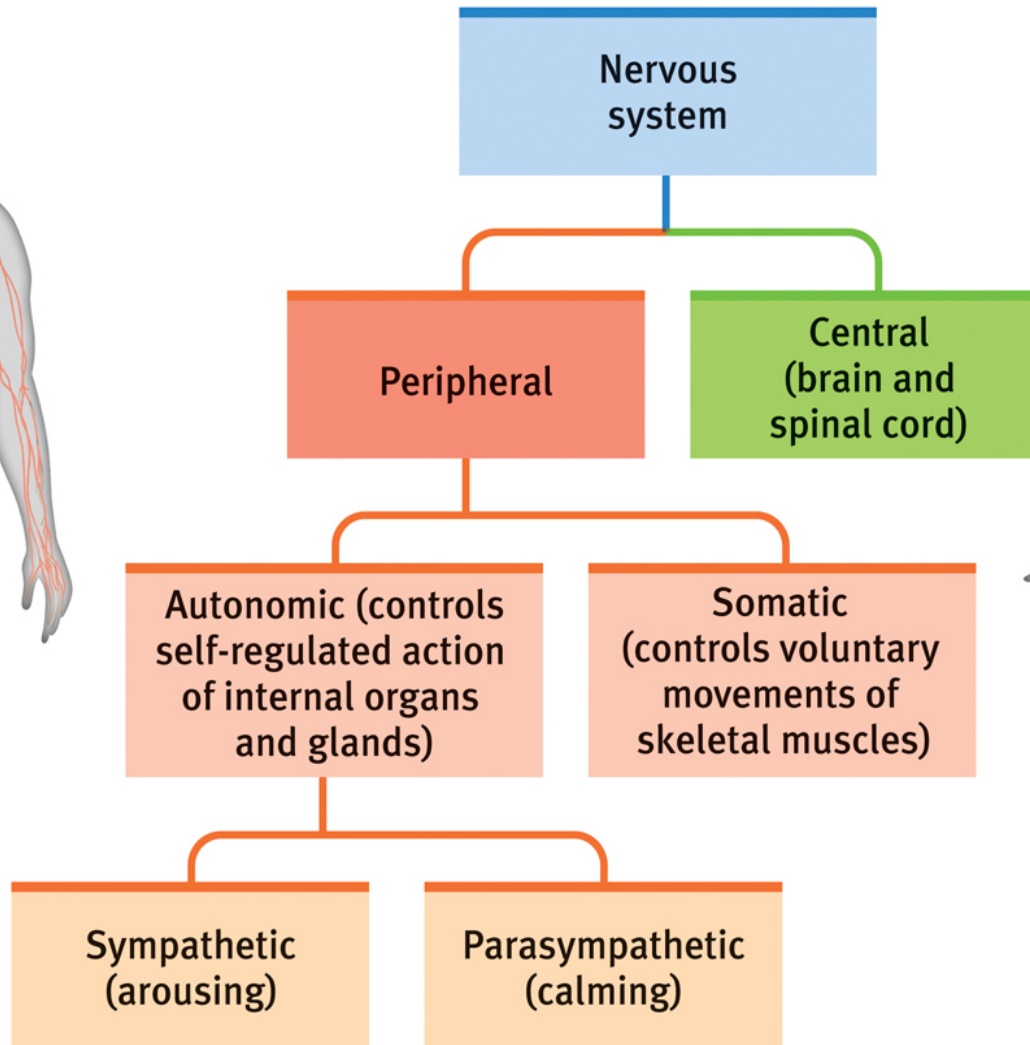 Nervous
system
Peripheral
Central
(brain and
spinal cord)
Autonomic (controls
self-regulated action
of internal organs
and glands)
Somatic
(controls voluntary
movements of
skeletal muscles)
Sympathetic
(arousing)
Parasympathetic
(calming)